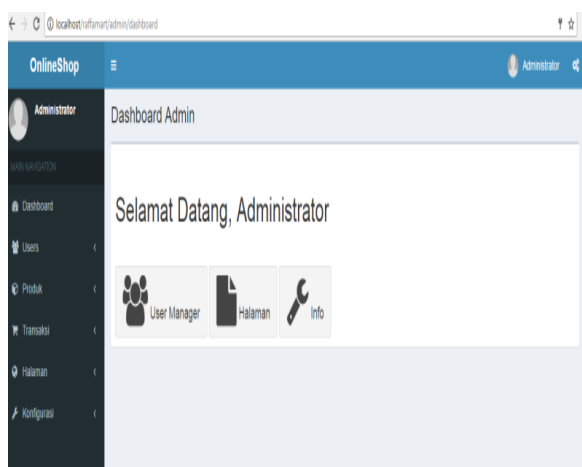 localhost/raffamart/admin/dashboard
OnlineShop
Administrator
Administrator
Dashboard Admin
MAIN NAVIGATION
Dashboard
Users
Produk
Transaksi
Halaman
Konfigurasi
Selamat Datang, Administrator
User Manager
Halaman
Info